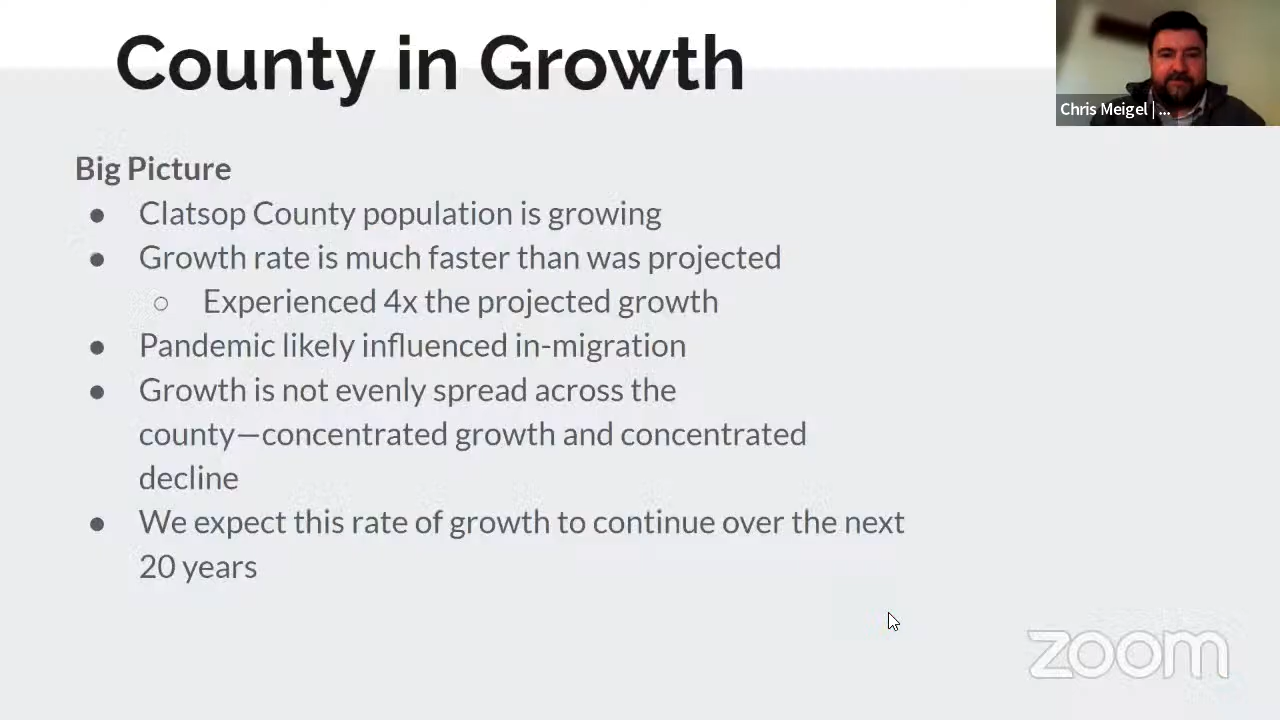 County in Growth
Chris Meigel | ...
Big Picture
● Clatsop County population is growing
● Growth rate is much faster than was projected
○ Experienced 4x the projected growth
● Pandemic likely influenced in-migration
● Growth is not evenly spread across the
county—concentrated growth and concentrated
decline
● We expect this rate of growth to continue over the next
20 years
zoom